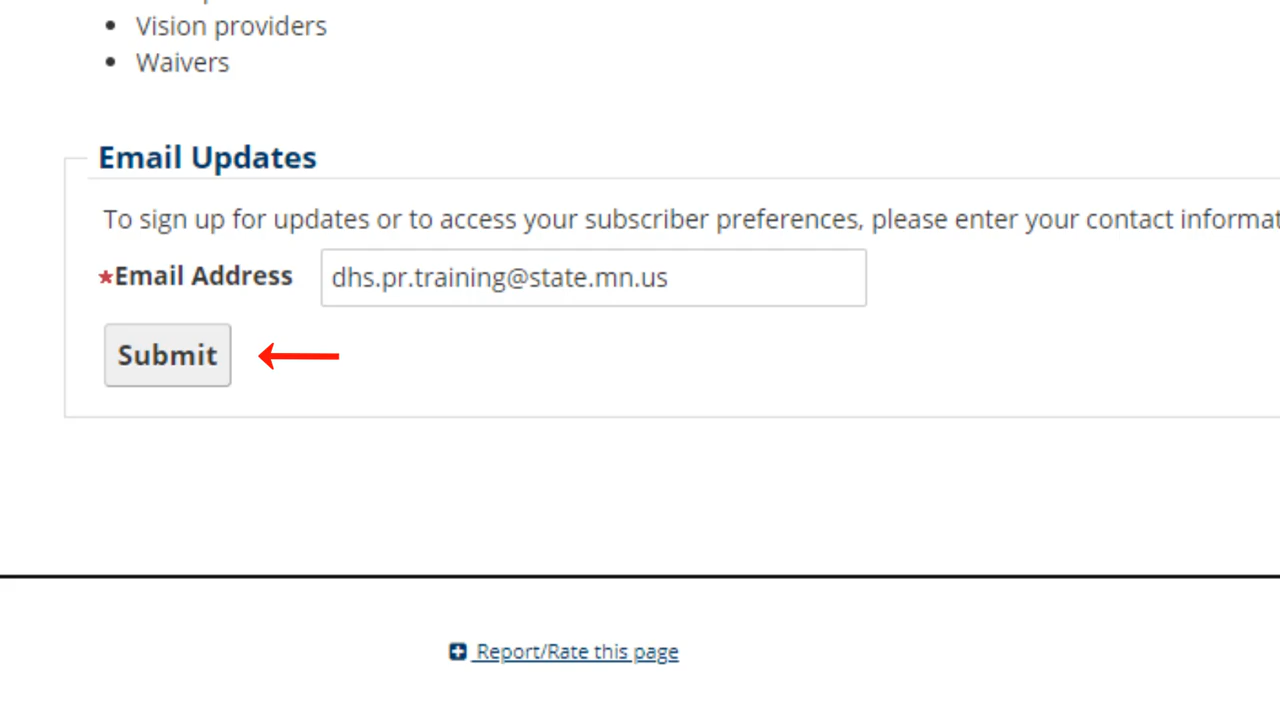 Vision providers
Waivers
Email Updates
To sign up for updates or to access your subscriber preferences, please enter your contact
*Email Address dhs.pr.training@state.mn.us
Submit
Report/Rate this page